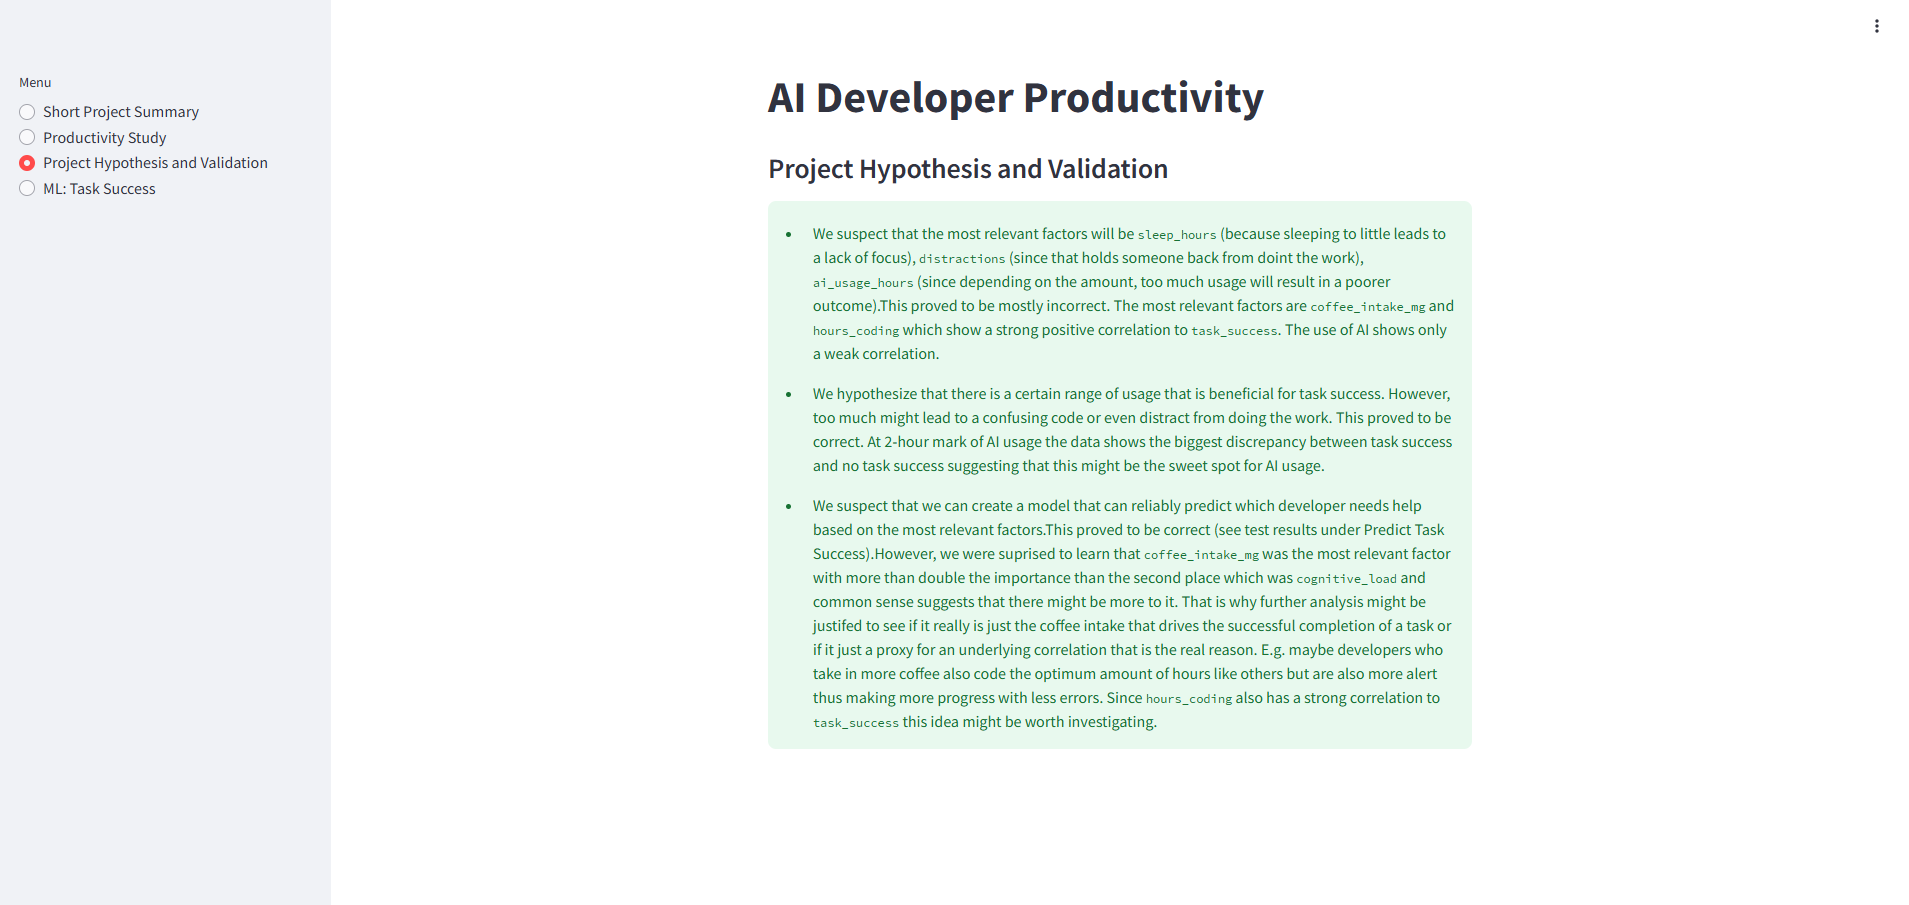 Menu
Short Project Summary
Productivity Study
Project Hypothesis and Validation
ML: Task Success
AI Developer Productivity
Project Hypothesis and Validation
We suspect that the most relevant factors will be sleep_hours (because sleeping to little leads to
a lack of focus), distractions (since that holds someone back from doint the work),
ai_usage_hours (since depending on the amount, too much usage will result in a poorer
outcome).This proved to be mostly incorrect. The most relevant factors are coffee_intake_mg and
hours_coding which show a strong positive correlation to task_success. The use of AI shows only
a weak correlation.
We hypothesize that there is a certain range of usage that is beneficial for task success. However,
too much might lead to a confusing code or even distract from doing the work. This proved to be
correct. At 2-hour mark of AI usage the data shows the biggest discrepancy between task success
and no task success suggesting that this might be the sweet spot for AI usage.
We suspect that we can create a model that can reliably predict which developer needs help
based on the most relevant factors.This proved to be correct (see test results under Predict Task
Success).However, we were suprised to learn that coffee_intake_mg was the most relevant factor
with more than double the importance than the second place which was cognitive_load and
common sense suggests that there might be more to it. That is why further analysis might be
justifed to see if it really is just the coffee intake that drives the successful completion of a task or
if it just a proxy for an underlying correlation that is the real reason. E.g. maybe developers who
take in more coffee also code the optimum amount of hours like others but are also more alert
thus making more progress with less errors. Since hours_coding also has a strong correlation to
task_success this idea might be worth investigating.